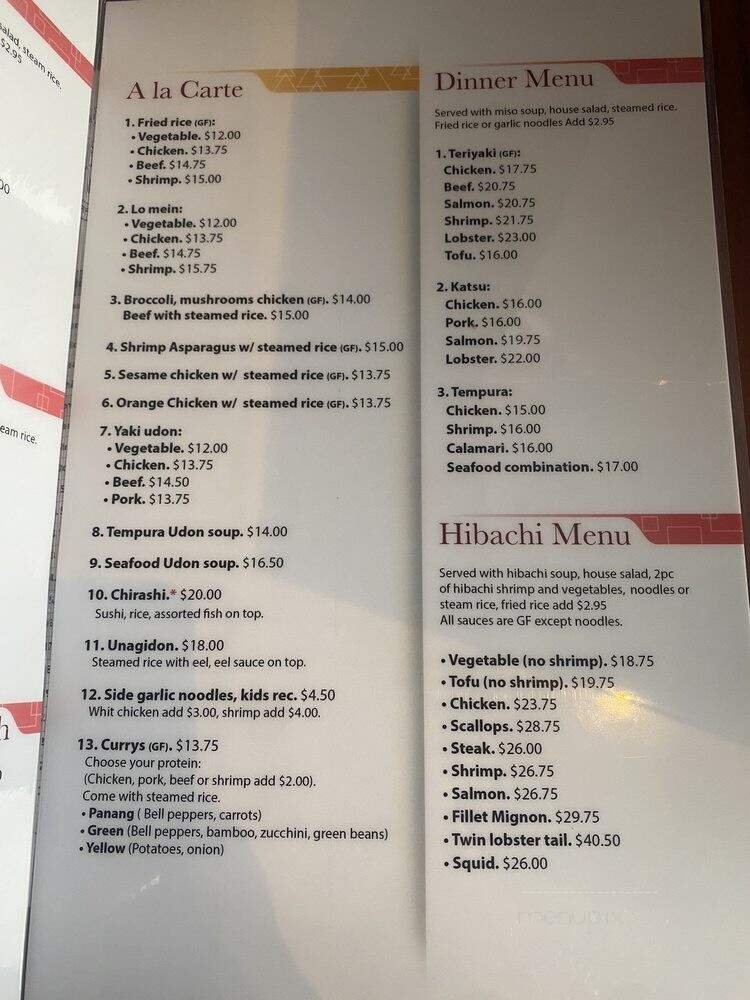 salad, steam rice.
$2.95
00
eam rice.
h
A la Carte
1. Fried rice (GF):
• Vegetable. $12.00
• Chicken. $13.75
• Beef. $14.75
• Shrimp. $15.00
2. Lo mein:
• Vegetable. $12.00
• Chicken. $13.75
• Beef. $14.75
• Shrimp. $15.75
3. Broccoli, mushrooms chicken (GF). $14.00
Beef with steamed rice. $15.00
4. Shrimp Asparagus w/ steamed rice (GF). $15.00
5. Sesame chicken w/ steamed rice (GF). $13.75
6. Orange Chicken w/ steamed rice (GF). $13.75
7. Yaki udon:
• Vegetable. $12.00
• Chicken. $13.75
• Beef. $14.50
• Pork. $13.75
8. Tempura Udon soup. $14.00
9. Seafood Udon soup. $16.50
10. Chirashi.* $20.00
Sushi, rice, assorted fish on top.
11. Unagidon. $18.00
Steamed rice with eel, eel sauce on top.
12. Side garlic noodles, kids rec. $4.50
Whit chicken add $3.00, shrimp add $4.00.
13. Currys (GF). $13.75
Choose your protein:
(Chicken, pork, beef or shrimp add $2.00).
Come with steamed rice.
• Panang ( Bell peppers, carrots)
• Green (Bell peppers, bamboo, zucchini, green beans)
• Yellow (Potatoes, onion)
Dinner Menu
Served with miso soup, house salad, steamed rice.
Fried rice or garlic noodles Add $2.95
1. Teriyaki (GF):
Chicken. $17.75
Beef. $20.75
Salmon. $20.75
Shrimp. $21.75
Lobster. $23.00
Tofu. $16.00
2. Katsu:
Chicken. $16.00
Pork. $16.00
Salmon. $19.75
Lobster. $22.00
3. Tempura:
Chicken. $15.00
Shrimp. $16.00
Calamari. $16.00
Seafood combination. $17.00
Hibachi Menu
Served with hibachi soup, house salad, 2pc
of hibachi shrimp and vegetables, noodles or
steam rice, fried rice add $2.95
All sauces are GF except noodles.
• Vegetable (no shrimp). $18.75
• Tofu (no shrimp). $19.75
• Chicken. $23.75
• Scallops. $28.75
• Steak. $26.00
• Shrimp. $26.75
• Salmon. $26.75
• Fillet Mignon. $29.75
• Twin lobster tail. $40.50
• Squid. $26.00
menupix